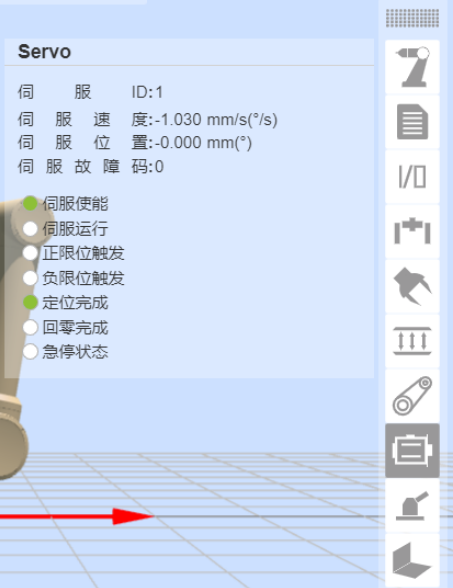 Servo
伺服ID:1
伺服速度:-1.030 mm/s(°/s)
伺服位置:-0.000 mm(°)
伺服故障码:0
伺服使能
伺服运行
正限位触发
负限位触发
定位完成
回零完成
急停状态
I/O